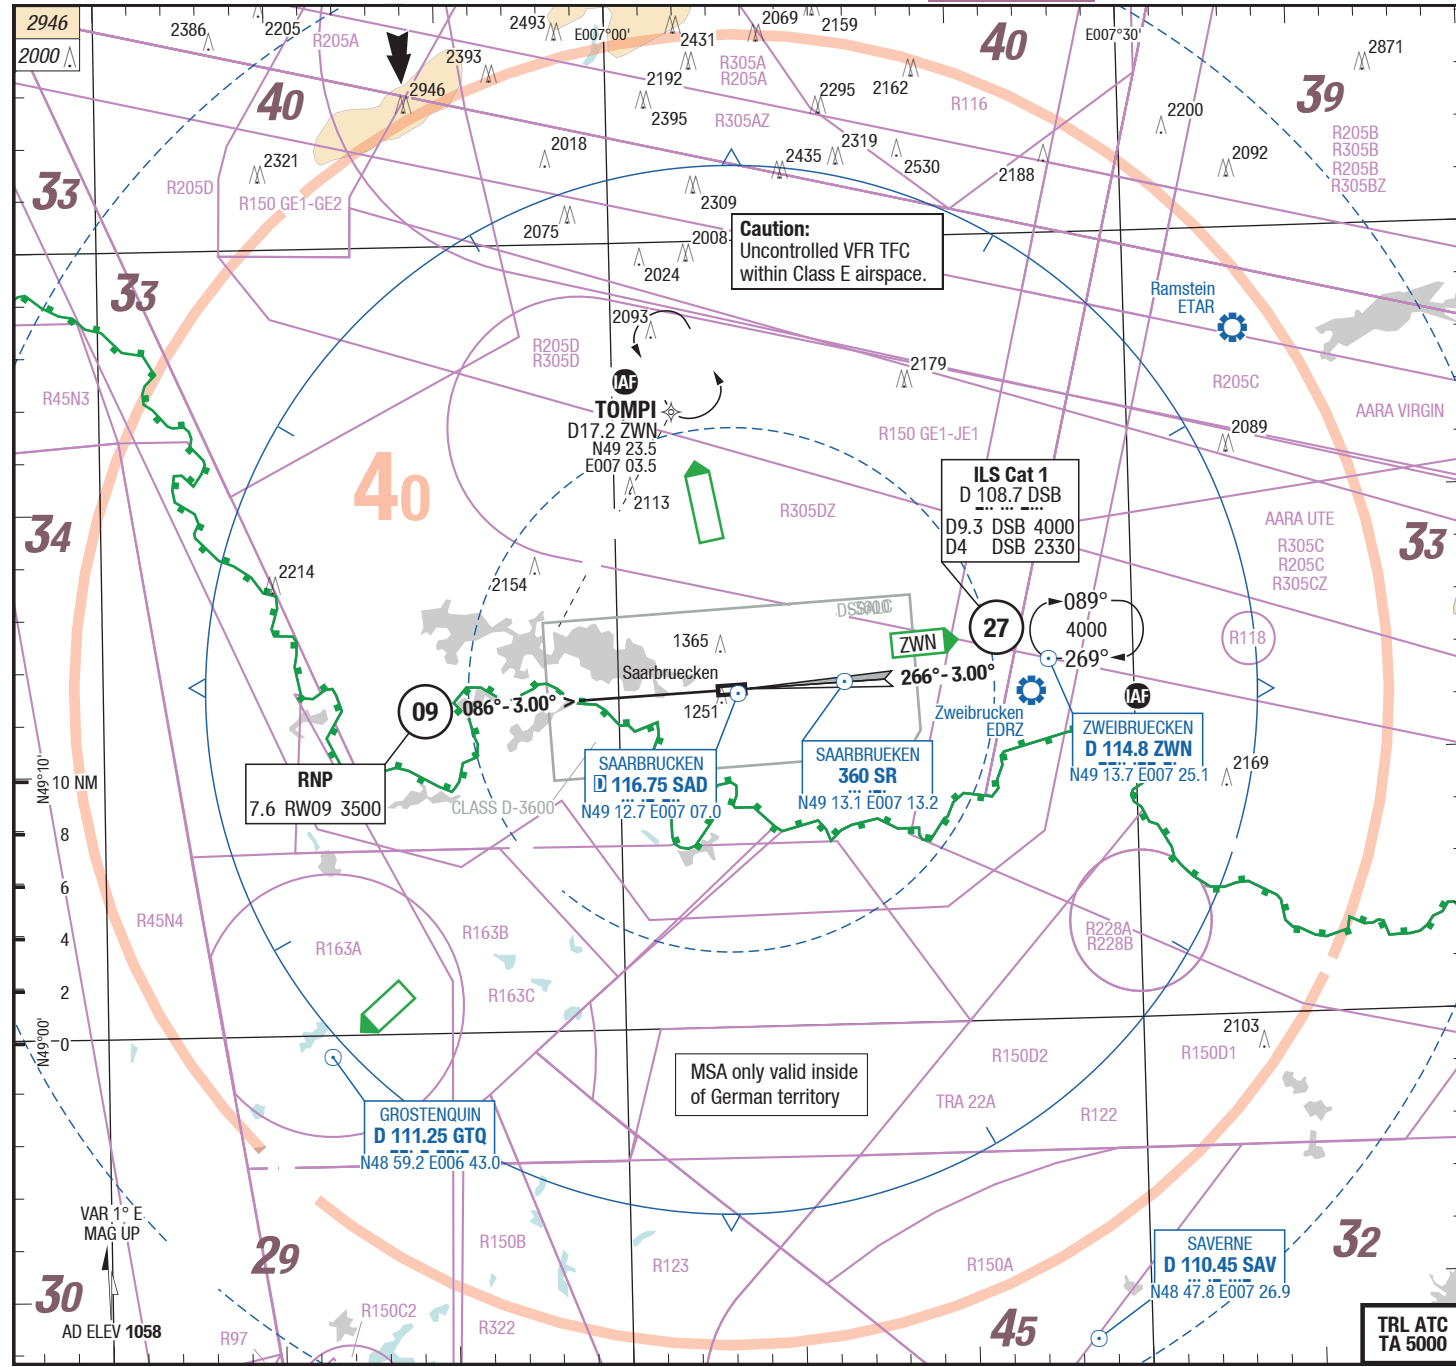 2946
2000
2386
2205
R205A
2393
2946
40
2493
E007°00'
2431
2069
2159
R305A
R205A
2192
2395
R305AZ
2295
2162
40
E007°30'
R116
2871
39
2200
R205B
R305B
R205B
R305BZ
2092
2018
2435
2319
2530
2188
33
2321
R205D
R150 GE1-GE2
2309
2075
2008
2024
Caution:
Uncontrolled VFR TFC
within Class E airspace.
33
Ramstein
ETAR
2093
R205D
R305D
IAF
TOMPI
D17.2 ZWN
N49 23.5
E007 03.5
2113
2179
R205C
R45N3
AARA VIRGIN
R150 GE1-JE1
2089
40
ILS Cat 1
D 108.7 DSB
D9.3 DSB 4000
D4 DSB 2330
R305DZ
AARA UTE
R305C
R205C
R305CZ
33
34
2214
2154
1365
ZWN
27
089°
4000
269°
R118
Saarbruecken
266°-3.00°
09
086°-3.00°
1251
Zweibrucken
EDRZ
IAF
ZWEIBRUECKEN
D 114.8 ZWN
N49 13.7 E007 25.1
RNP
7.6 RW09 3500
CLASS D-3600
SAARBRUCKEN
D 116.75 SAD
N49 12.7 E007 07.0
SAARBRUEKEN
360 SR
N49 13.1 E007 13.2
2169
N49°10'
10 NM
8
6
4
2
0
N49°00'
R45N4
R163A
R163B
R163C
R228A
R228B
2103
R150D2
R150D1
MSA only valid inside
of German territory
TRA 22A
R122
GROSTENQUIN
D 111.25 GTQ
N48 59.2 E006 43.0
VAR 1° E
MAG UP
29
R150B
R123
R150A
SAVERNE
D 110.45 SAV
N48 47.8 E007 26.9
32
30
AD ELEV 1058
R97
R150C2
R322
45
TRL ATC
TA 5000